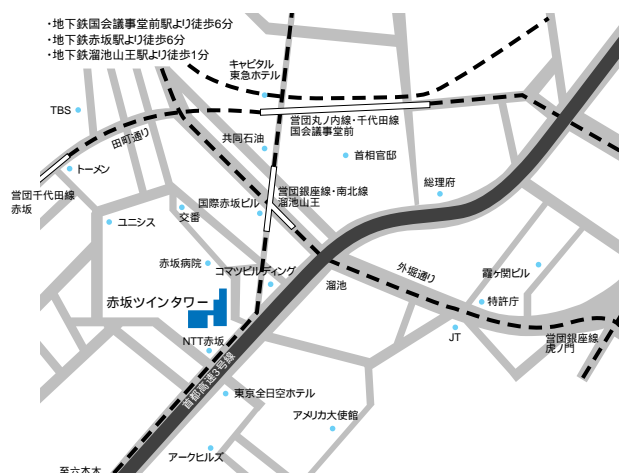 ・地下鉄国会議事堂前駅より徒歩6分
・地下鉄赤坂駅より徒歩6分
・地下鉄溜池山王駅より徒歩1分
キャピタル
東急ホテル
TBS
田町通り
営団丸ノ内線・千代田線
国会議事堂前
共同石油
首相官邸
トーメン
営団千代田線
赤坂
総理府
営団銀座線・南北線
溜池山王
国際赤坂ビル
交番
ユニシス
赤坂病院
コマツビルディング
溜池
外堀通り
霞ヶ関ビル
特許庁
赤坂ツインタワー
JT
営団銀座線
虎ノ門
NTT赤坂
首都高速3号線
東京全日空ホテル
アメリカ大使館
アークヒルズ
至六本木